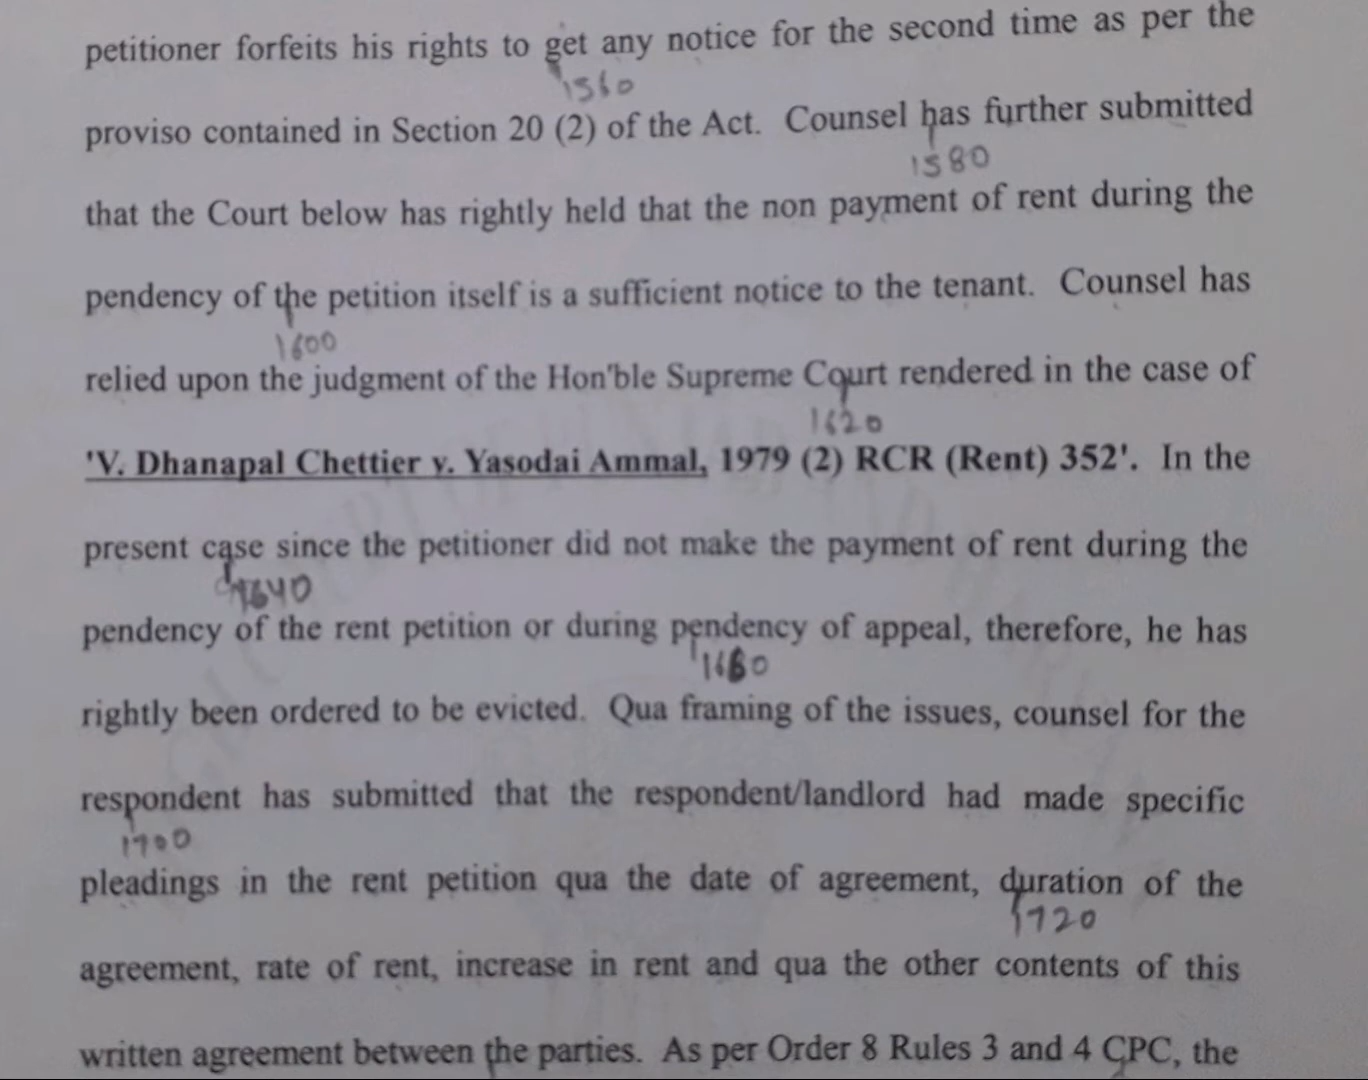 petitioner forfeits his rights to get any notice for the second time as per the
1560
proviso contained in Section 20 (2) of the Act. Counsel has further submitted
1580
that the Court below has rightly held that the non payment of rent during the
pendency of the petition itself is a sufficient notice to the tenant. Counsel has
1600
relied upon the judgment of the Hon'ble Supreme Court rendered in the case of
1620
'V. Dhanapal Chettier v. Yasodai Ammal, 1979 (2) RCR (Rent) 352'. In the
present case since the petitioner did not make the payment of rent during the
1640
pendency of the rent petition or during pendency of appeal, therefore, he has
1660
rightly been ordered to be evicted. Qua framing of the issues, counsel for the
respondent has submitted that the respondent/landlord had made specific
1700
pleadings in the rent petition qua the date of agreement, duration of the
1720
agreement, rate of rent, increase in rent and qua the other contents of this
written agreement between the parties. As per Order 8 Rules 3 and 4 CPC, the